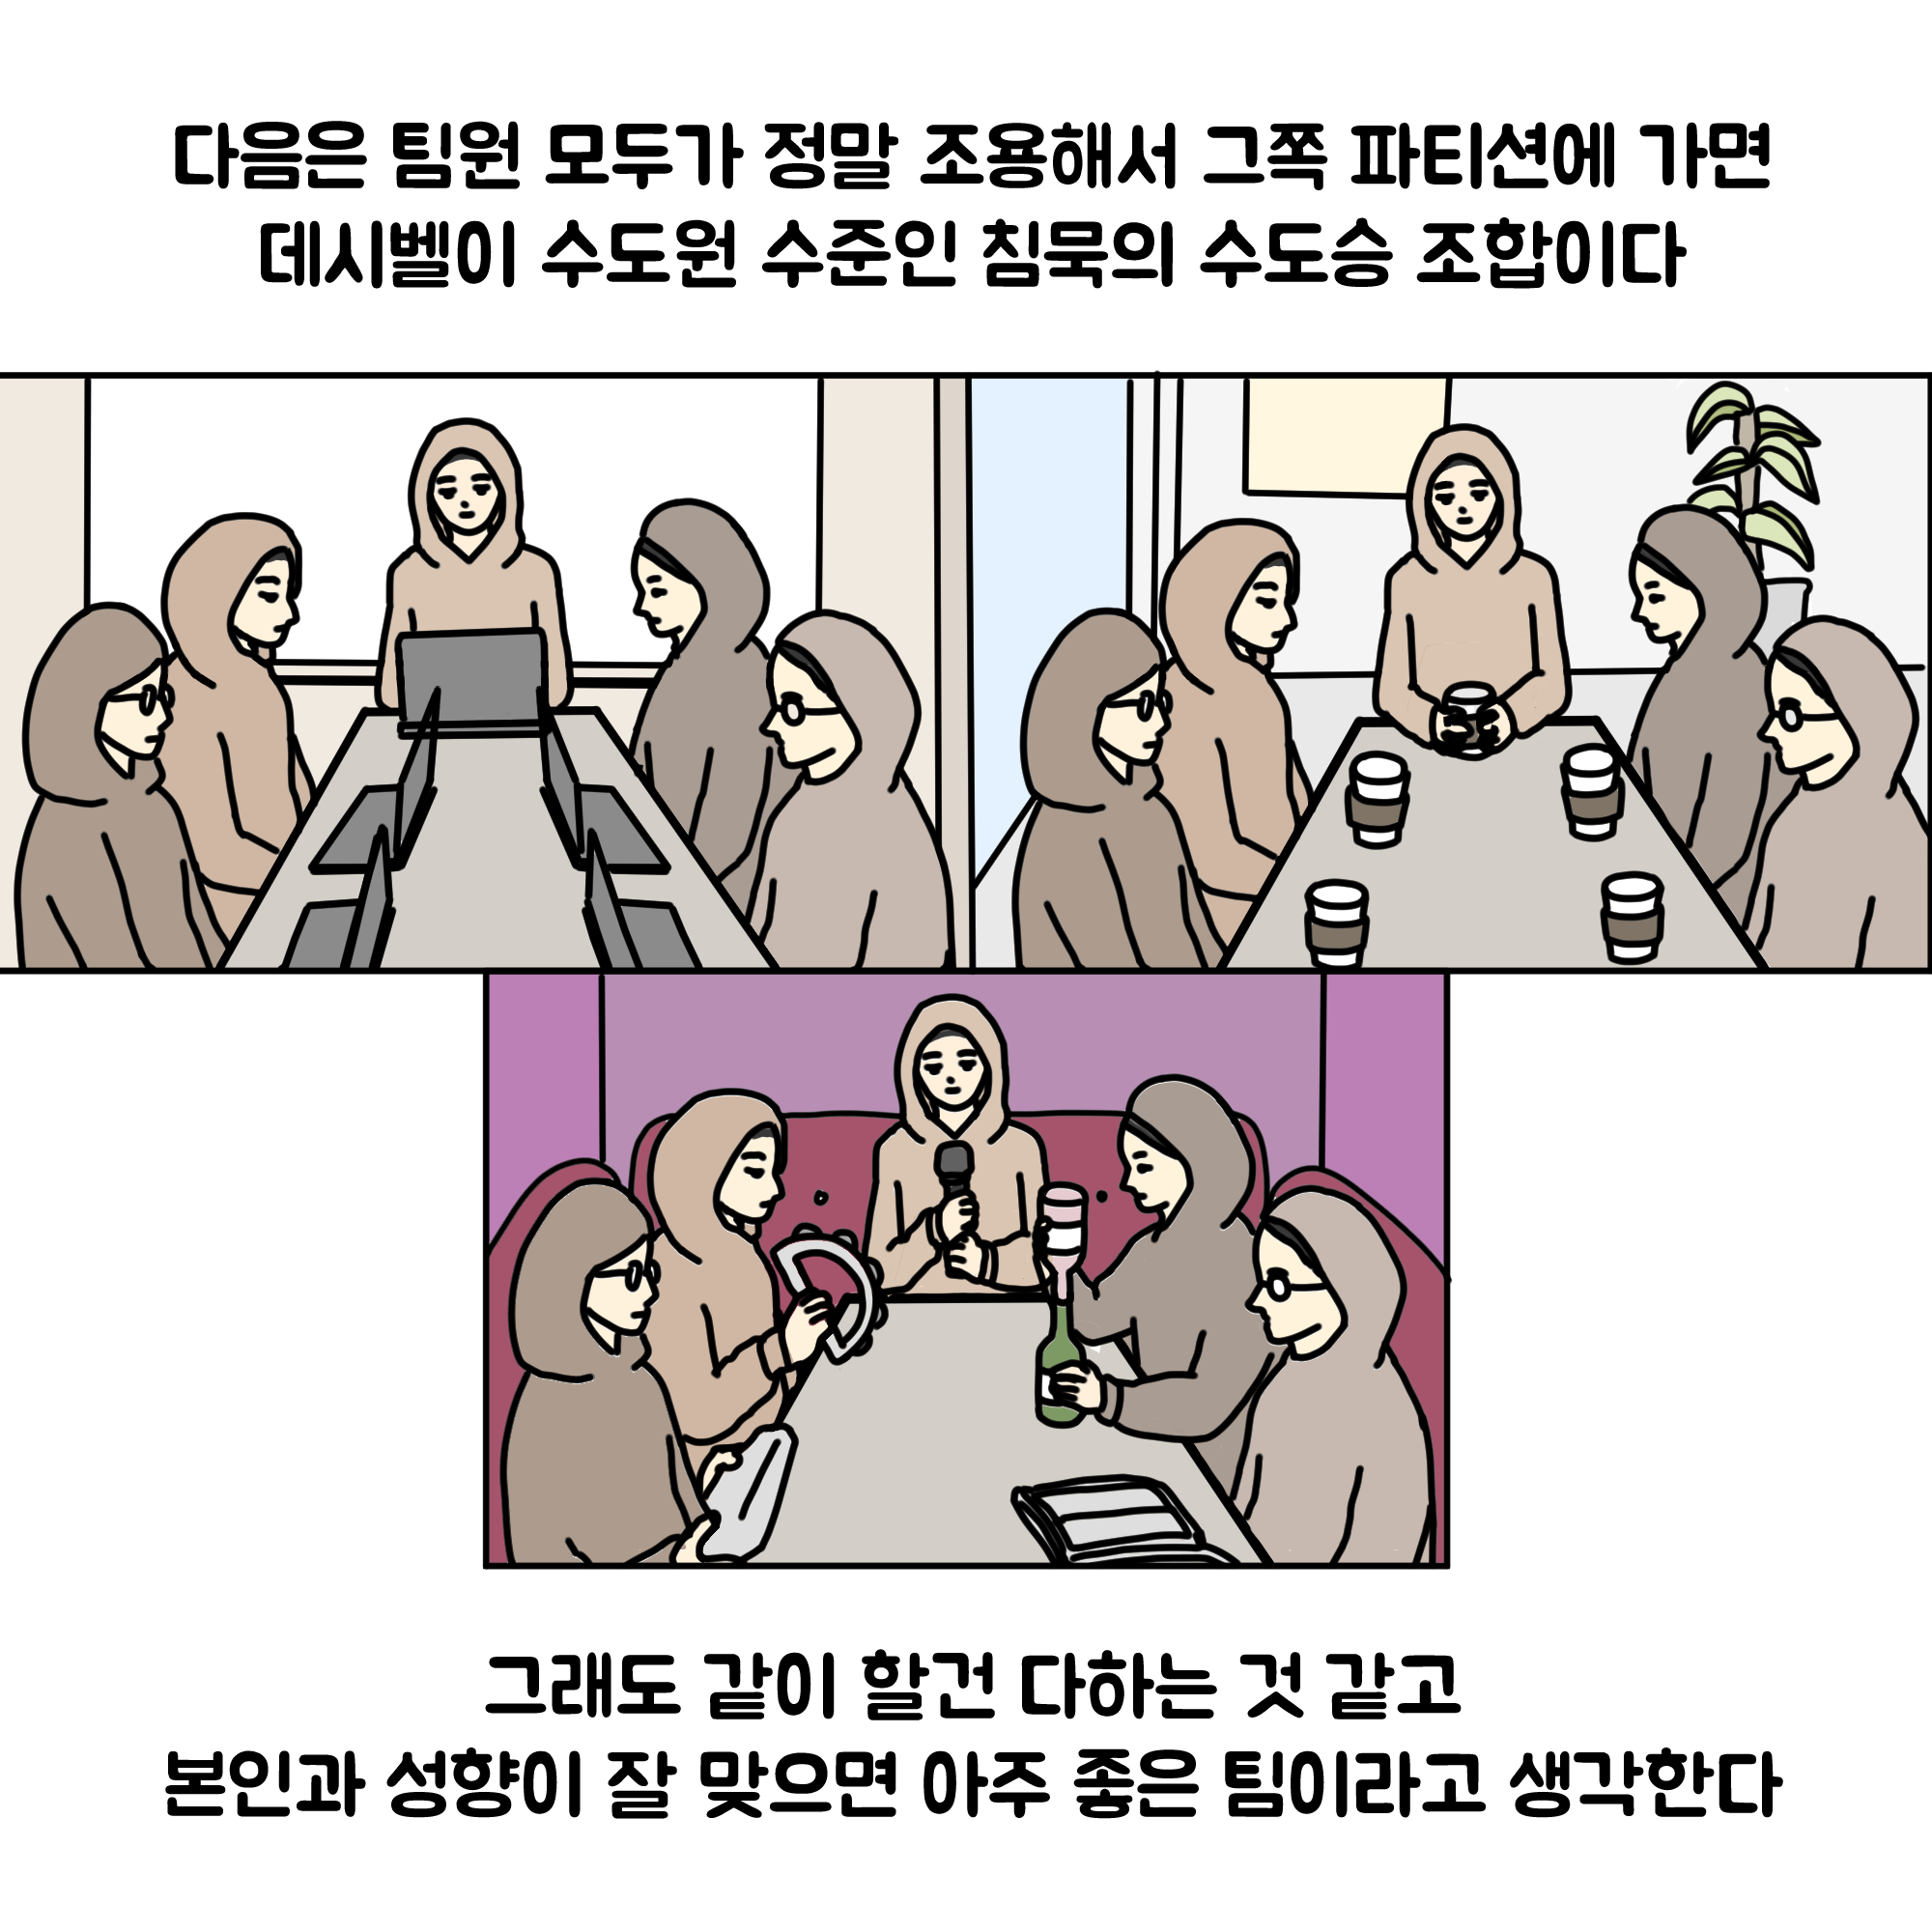 다음은 팀원 모두가 정말 조용해서 그쪽 파티션에 가면
데시벨이 수도원 수준인 침묵의 수도승 조합이다
그래도 같이 할건 다하는 것 같고
본인과 성향이 잘 맞으면 아주 좋은 팀이라고 생각한다